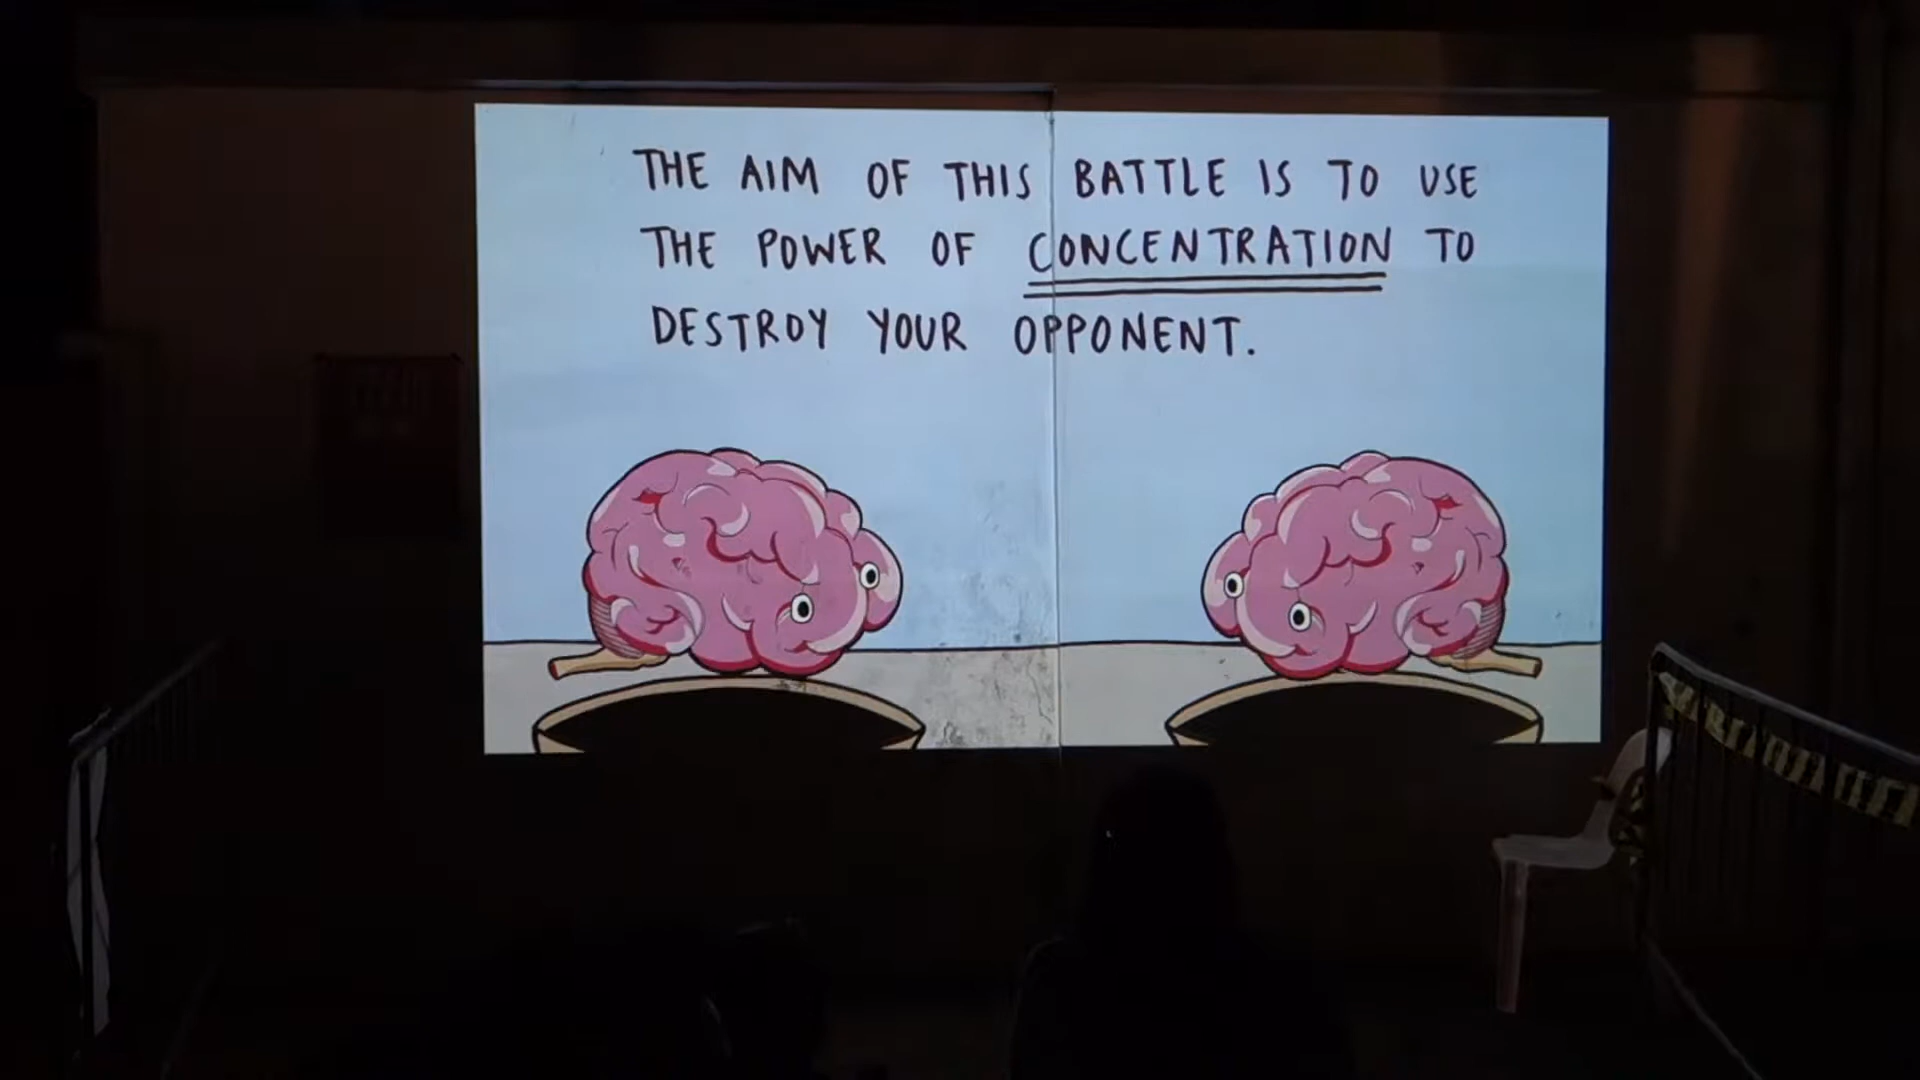 THE AIM OF THIS BATTLE IS TO USE
THE POWER OF CONCENTRATION TO
DESTROY YOUR OPPONENT.